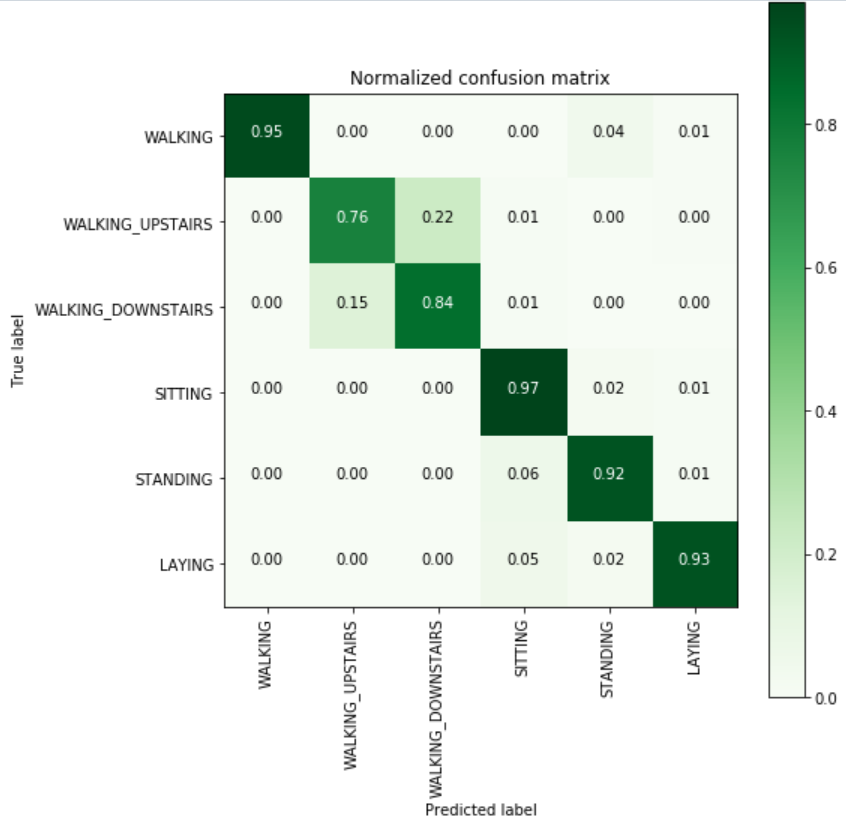 Normalized confusion matrix
True label
WALKING 0.95 0.00 0.00 0.00 0.04 0.01
WALKING_UPSTAIRS 0.00 0.76 0.22 0.01 0.00 0.00
WALKING_DOWNSTAIRS 0.00 0.15 0.84 0.01 0.00 0.00
SITTING 0.00 0.00 0.00 0.97 0.02 0.01
STANDING 0.00 0.00 0.00 0.06 0.92 0.01
LAYING 0.00 0.00 0.00 0.05 0.02 0.93
WALKING
WALKING_UPSTAIRS
WALKING_DOWNSTAIRS
SITTING
STANDING
LAYING
Predicted label
0.8
0.6
0.4
0.2
0.0